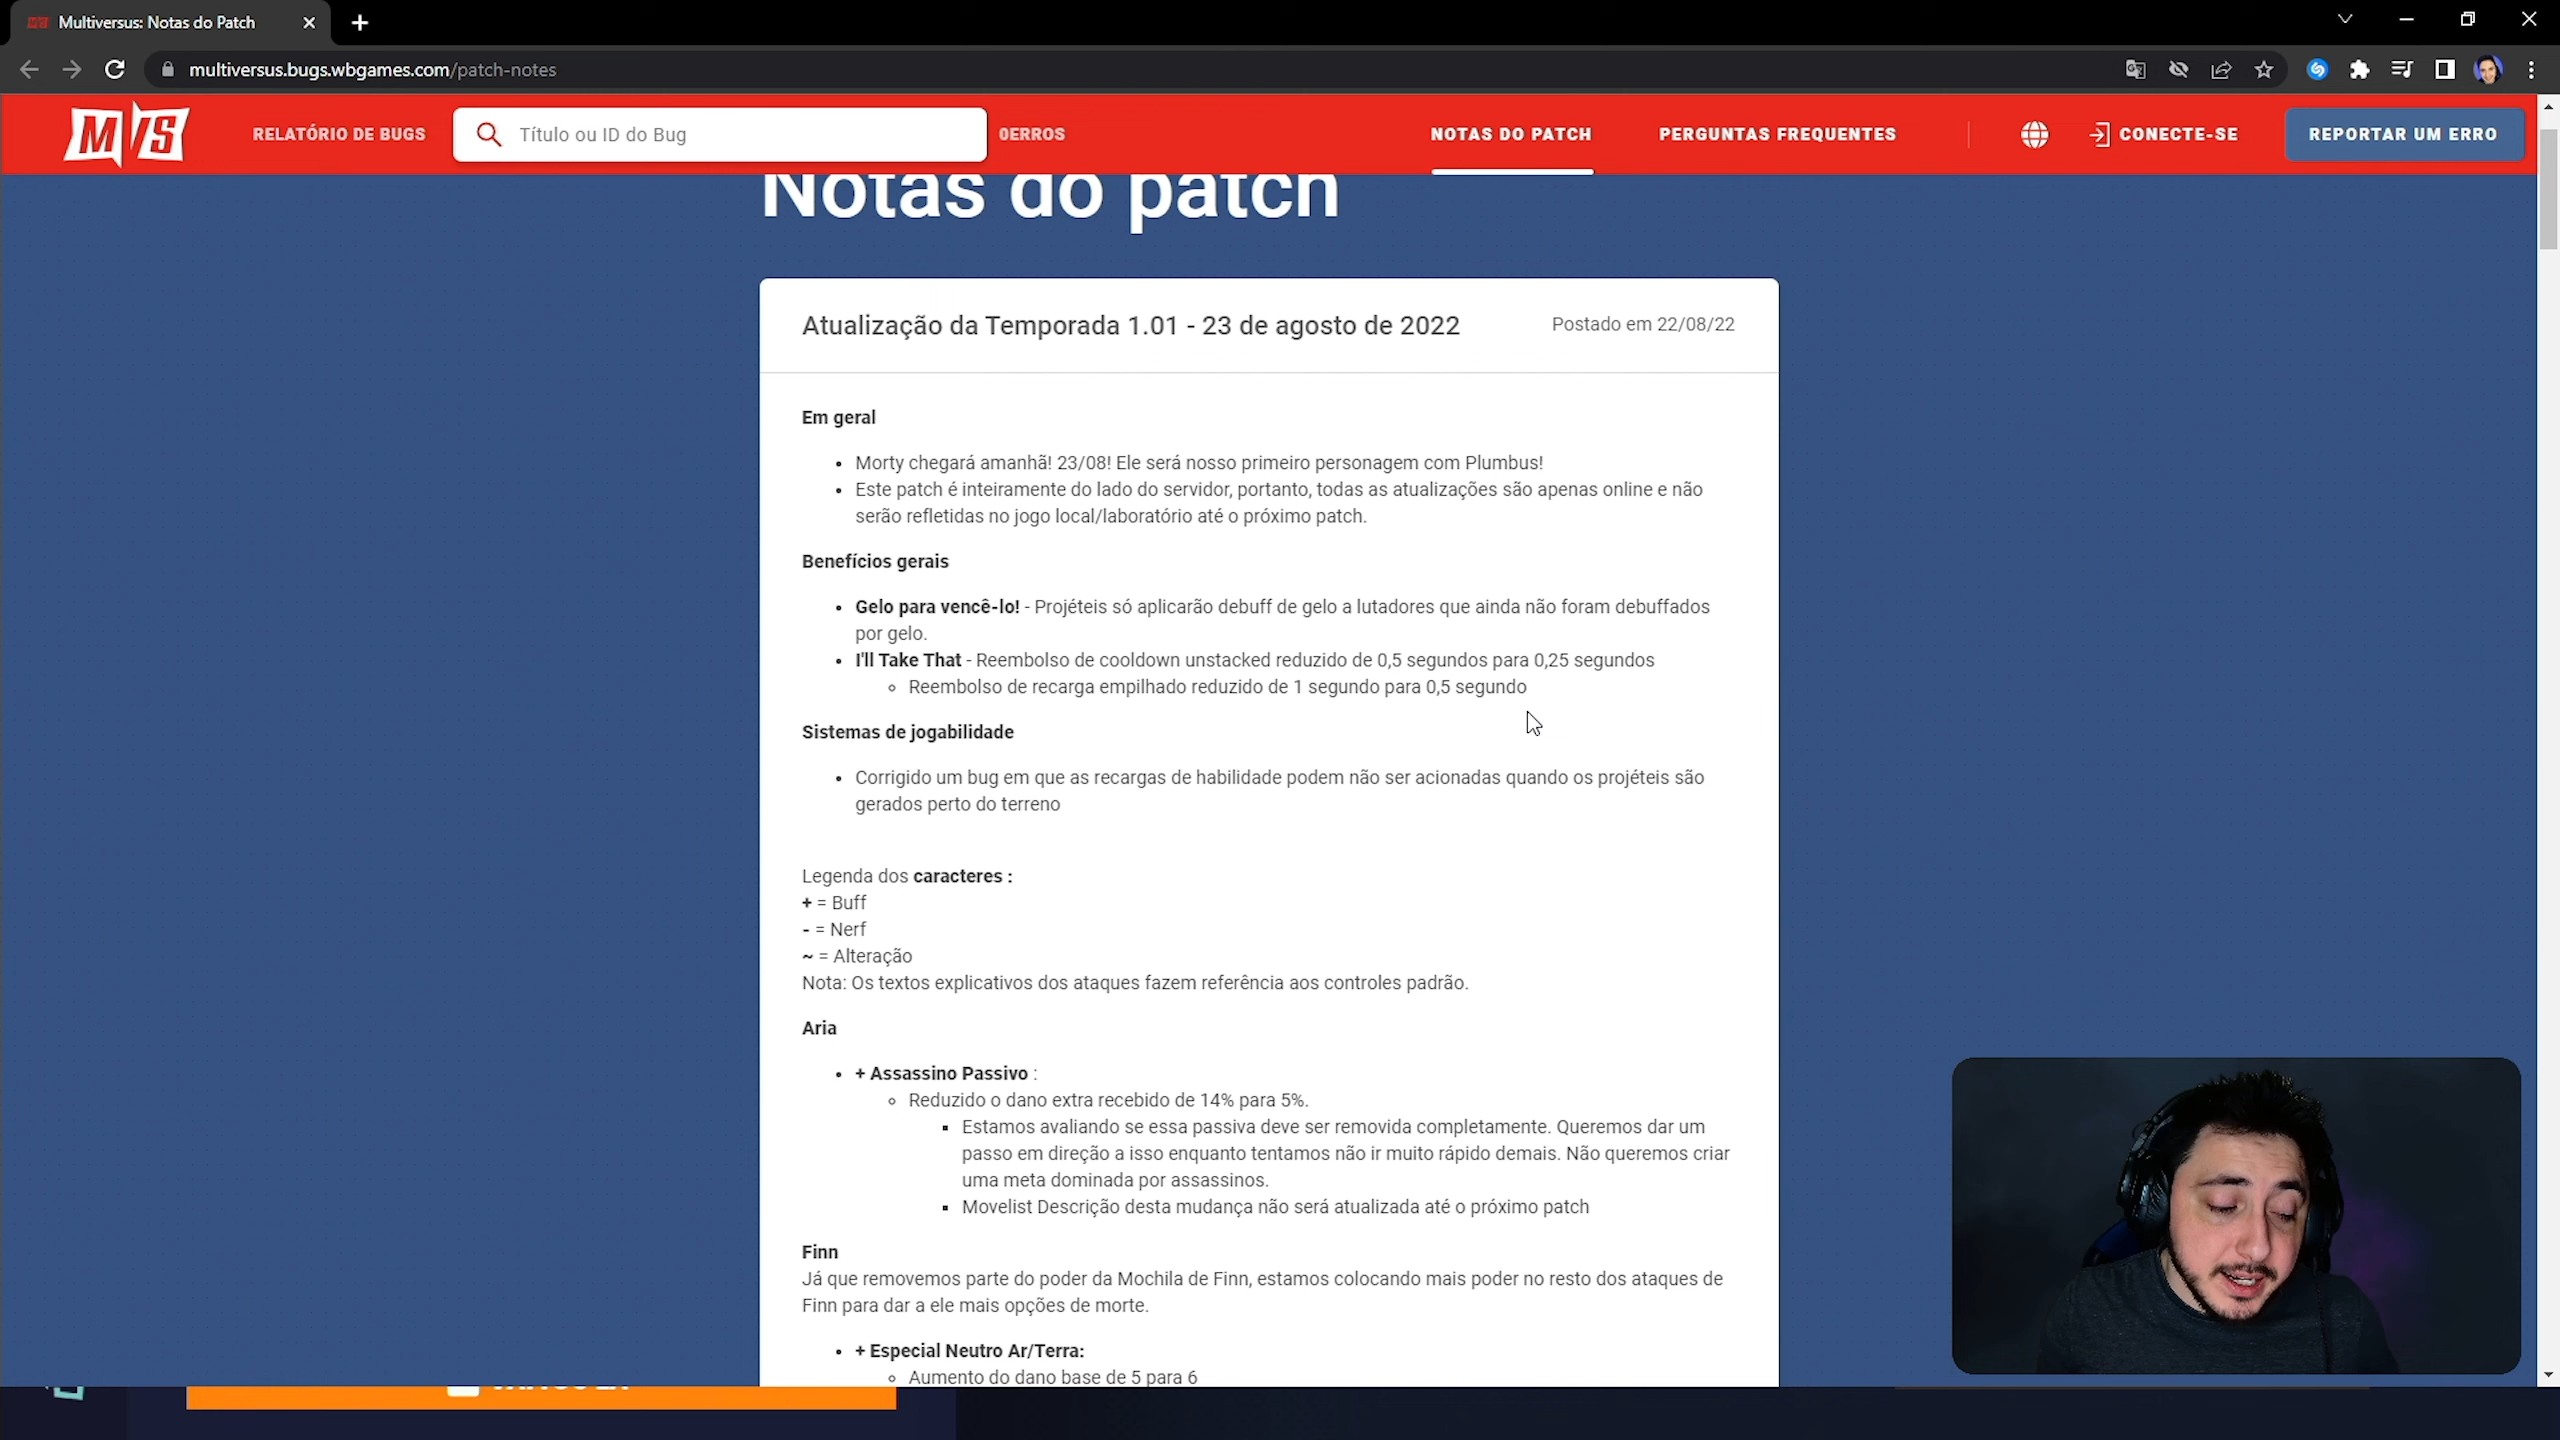 Multiversus: Notas do Patch
multiversus.bugs.wbgames.com/patch-notes
M/S
RELATÓRIO DE BUGS
Título ou ID do Bug
0ERROS
NOTAS DO PATCH
PERGUNTAS FREQUENTES
CONECTE-SE
REPORTAR UM ERRO
Notas do patch
Atualização da Temporada 1.01 - 23 de agosto de 2022
Postado em 22/08/22
Em geral
• Morty chegará amanhã! 23/08! Ele será nosso primeiro personagem com Plumbus!
• Este patch é inteiramente do lado do servidor, portanto, todas as atualizações são apenas online e não
serão refletidas no jogo local/laboratório até o próximo patch.
Benefícios gerais
• Gelo para vencê-lo! - Projéteis só aplicarão debuff de gelo a lutadores que ainda não foram debuffados
por gelo.
• I'll Take That - Reembolso de cooldown unstacked reduzido de 0,5 segundos para 0,25 segundos
Reembolso de recarga empilhado reduzido de 1 segundo para 0,5 segundo
Sistemas de jogabilidade
• Corrigido um bug em que as recargas de habilidade podem não ser acionadas quando os projéteis são
gerados perto do terreno
Legenda dos caracteres :
+ = Buff
- = Nerf
~ = Alteração
Nota: Os textos explicativos dos ataques fazem referência aos controles padrão.
Aria
• + Assassino Passivo :
Reduzido o dano extra recebido de 14% para 5%.
Estamos avaliando se essa passiva deve ser removida completamente. Queremos dar um
passo em direção a isso enquanto tentamos não ir muito rápido demais. Não queremos criar
uma meta dominada por assassinos.
Movelist Descrição desta mudança não será atualizada até o próximo patch
Finn
Já que removemos parte do poder da Mochila de Finn, estamos colocando mais poder no resto dos ataques de
Finn para dar a ele mais opções de morte.
• + Especial Neutro Ar/Terra:
Aumento do dano base de 5 para 6